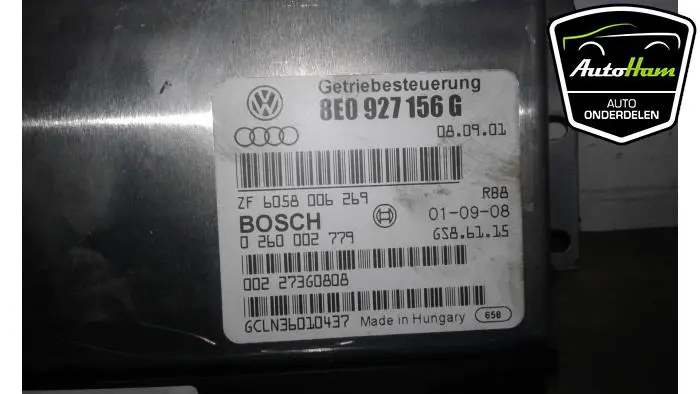 Getriebesteuerung
8E0 927 156 G
08.09.01
ZF 6058 006 269
RB8
BOSCH
01-09-08
0 260 002 779
GS8.61.15
002 27360808
GCLN36010437
Made in Hungary
658
AutoHam
AUTO
ONDERDELEN